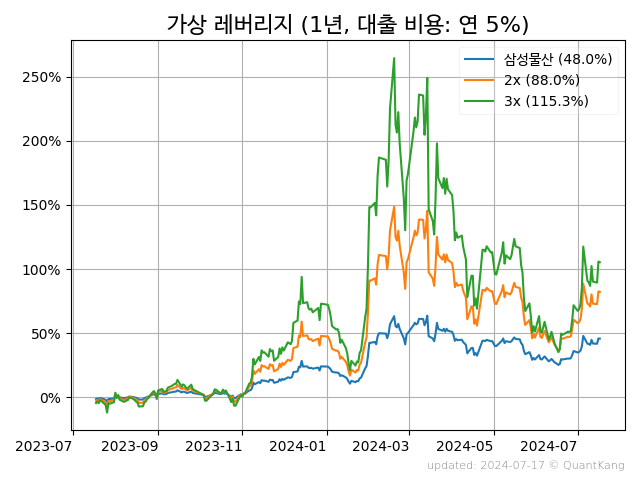 가상 레버리지 (1년, 대출 비용: 연 5%)
삼성물산 (48.0%)
2x (88.0%)
3x (115.3%)
250%
200%
150%
100%
50%
0%
2023-07 2023-09 2023-11 2024-01 2024-03 2024-05 2024-07
updated: 2024-07-17 © QuantKang